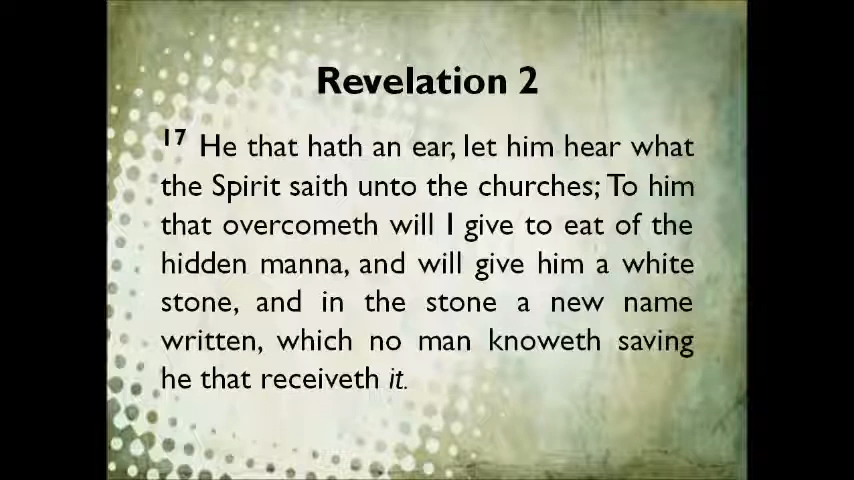 Revelation 2
17 He that hath an ear, let him hear what
the Spirit saith unto the churches; To him
that overcometh will I give to eat of the
hidden manna, and will give him a white
stone, and in the stone a new name
written, which no man knoweth saving
he that receiveth it.